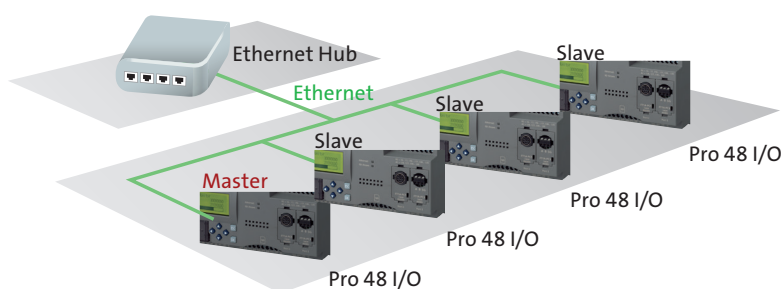 Ethernet Hub
Slave
Ethernet
Slave
Slave
Pro 48 I/O
Master
Pro 48 I/O
Pro 48 I/O
Pro 48 I/O